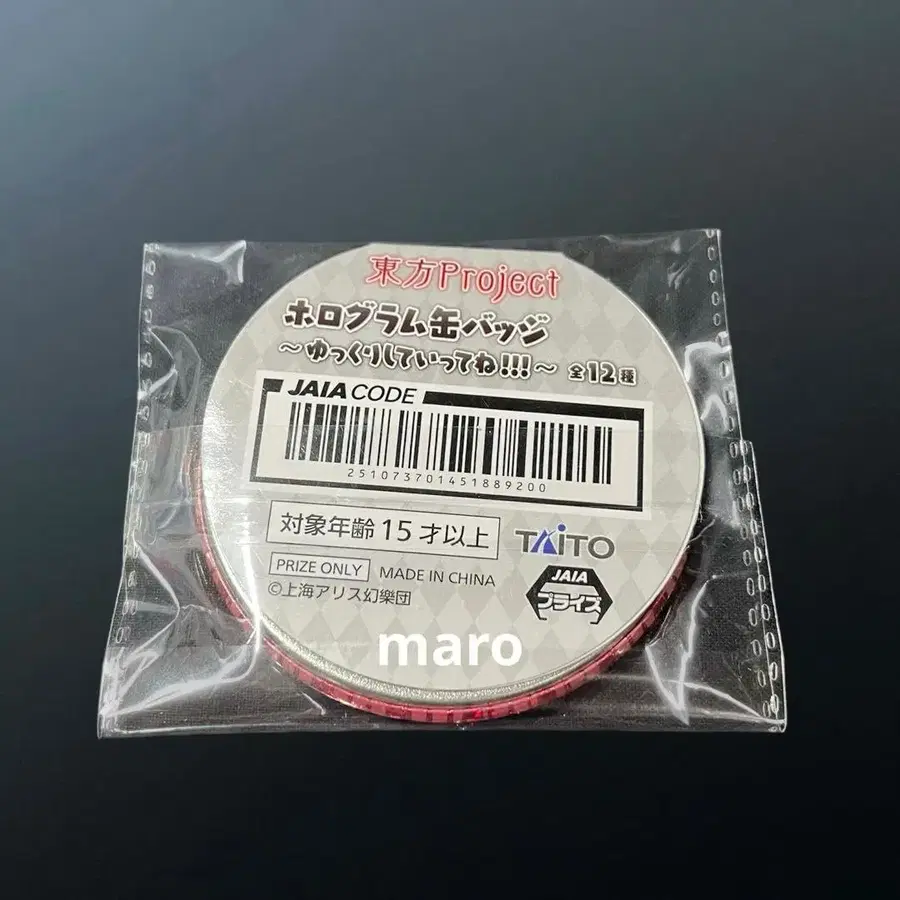 東方Project
ホログラム缶バッジ
～ゆっくりしていってね!!!～ 全12種
JAIA CODE
251073701451889200
対象年齢 15 才以上
TAITO
PRIZE ONLY MADE IN CHINA
JAIA
プライズ
©上海アリス幻樂団
maro